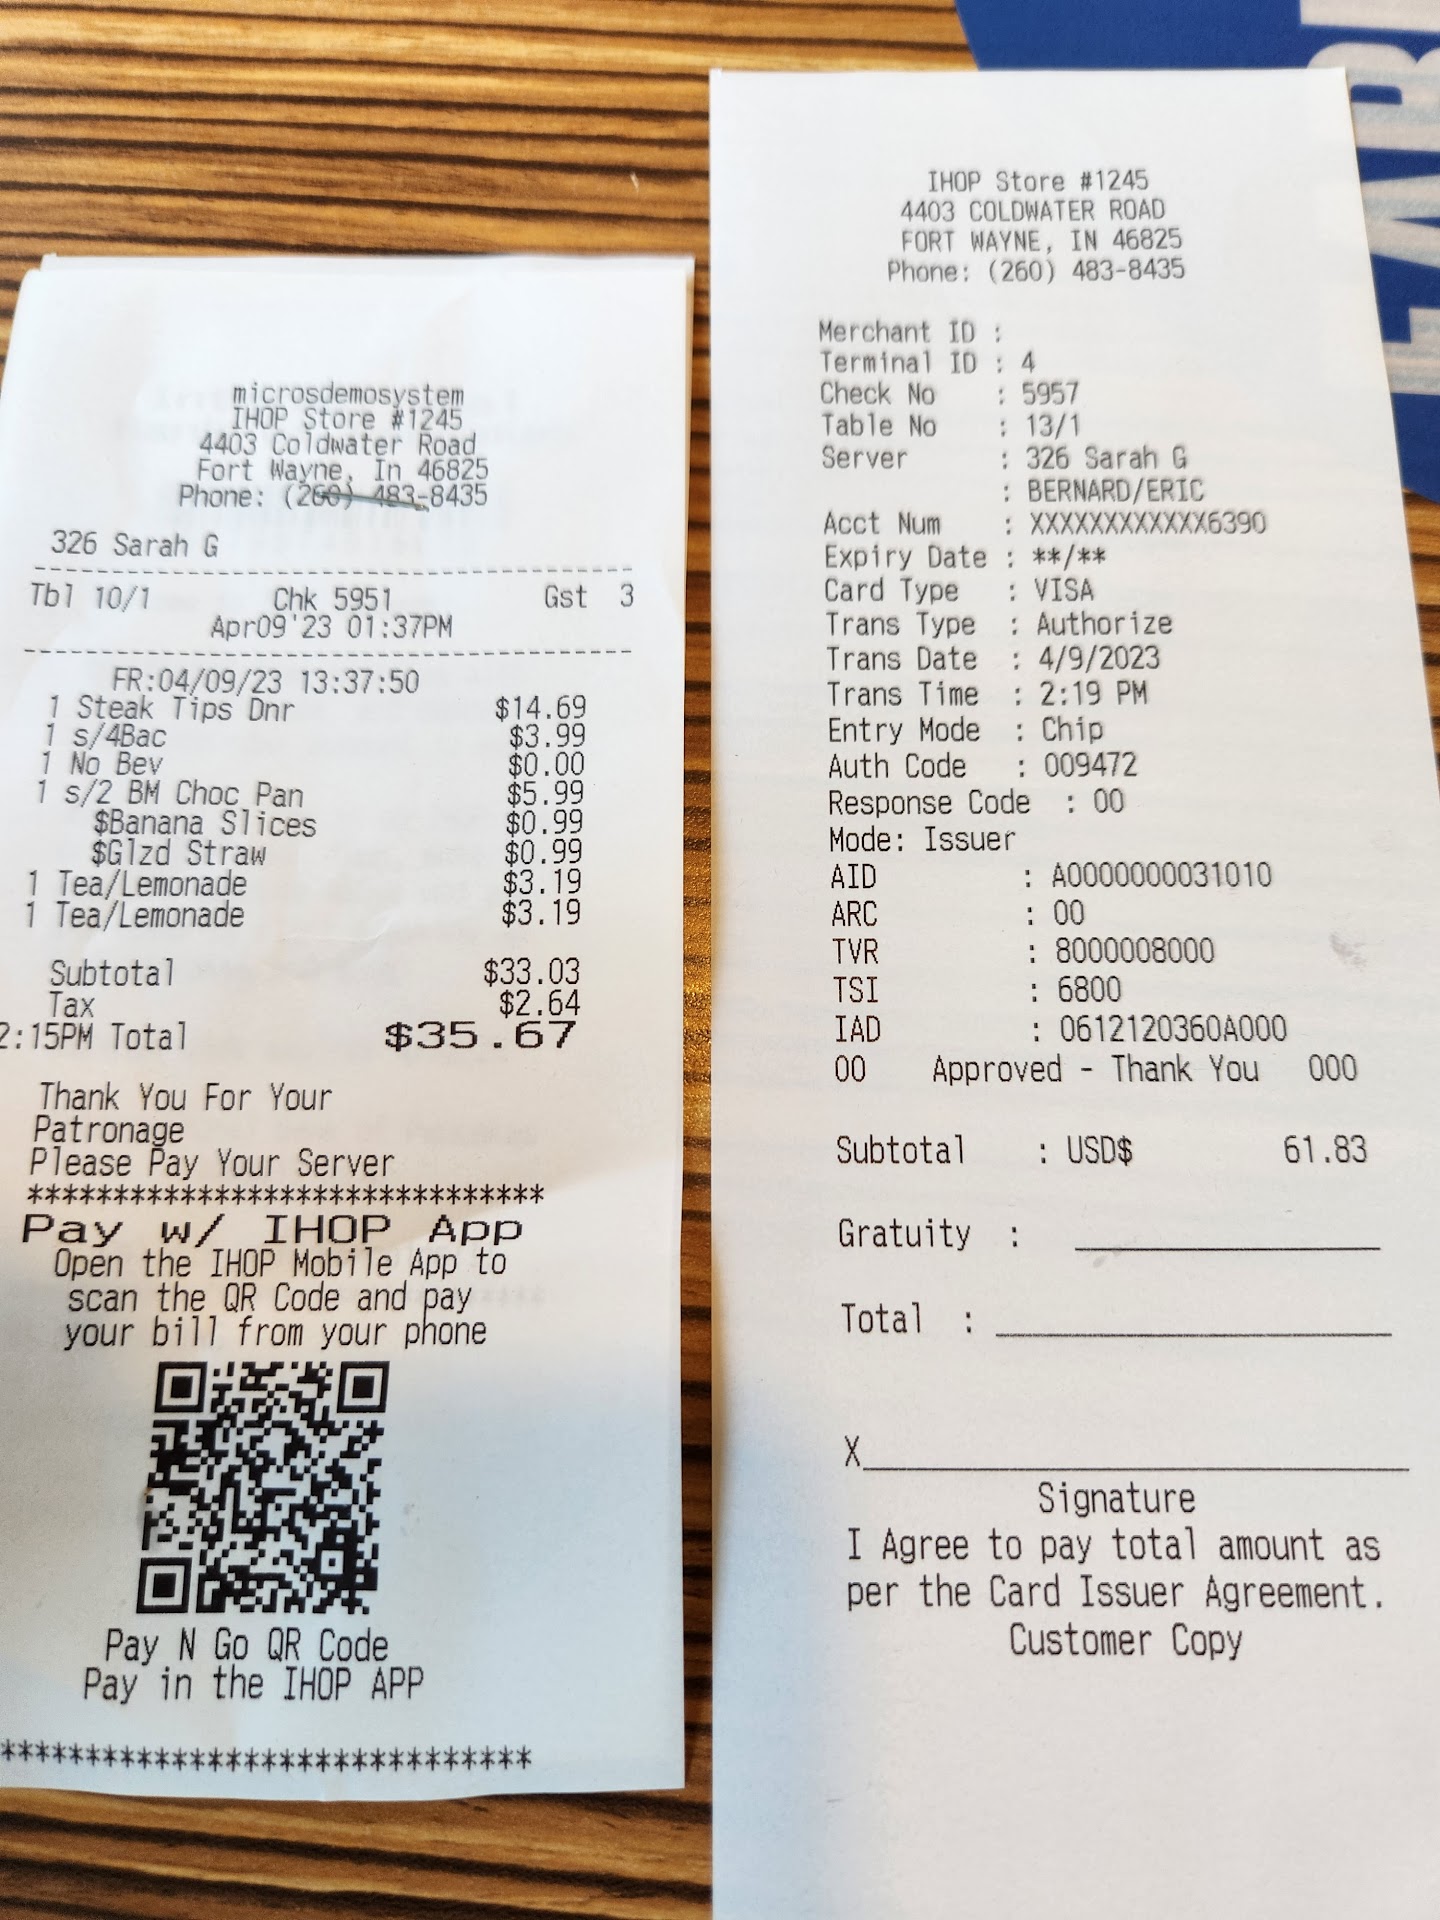 microsdemosystem
IHOP Store #1245
4403 Coldwater Road
Fort Wayne, In 46825
Phone: (260) 483-8435
326 Sarah G
--------------------------------
Tbl 10/1 Chk 5951 Gst 3
Apr09'23 01:37PM
--------------------------------
FR:04/09/23 13:37:50
1 Steak Tips Dnr $14.69
1 s/4Bac $3.99
1 No Bev $0.00
1 s/2 BM Choc Pan $5.99
$Banana Slices $0.99
$Glzd Straw $0.99
1 Tea/Lemonade $3.19
1 Tea/Lemonade $3.19
Subtotal $33.03
Tax $2.64
2:15PM Total $35.67
Thank You For Your
Patronage
Please Pay Your Server
********************************
Pay w/ IHOP App
Open the IHOP Mobile App to
scan the QR Code and pay
your bill from your phone
Pay N Go QR Code
Pay in the IHOP APP
********************************
IHOP Store #1245
4403 COLDWATER ROAD
FORT WAYNE, IN 46825
Phone: (260) 483-8435
Merchant ID :
Terminal ID : 4
Check No : 5957
Table No : 13/1
Server : 326 Sarah G
: BERNARD/ERIC
Acct Num : XXXXXXXXXXXX6390
Expiry Date : **/**
Card Type : VISA
Trans Type : Authorize
Trans Date : 4/9/2023
Trans Time : 2:19 PM
Entry Mode : Chip
Auth Code : 009472
Response Code : 00
Mode: Issuer
AID : A0000000031010
ARC : 00
TVR : 8000008000
TSI : 6800
IAD : 0612120360A000
00 Approved - Thank You 000
Subtotal : USD$ 61.83
Gratuity : ____________
Total : ____________
X____________
Signature
I Agree to pay total amount as
per the Card Issuer Agreement.
Customer Copy